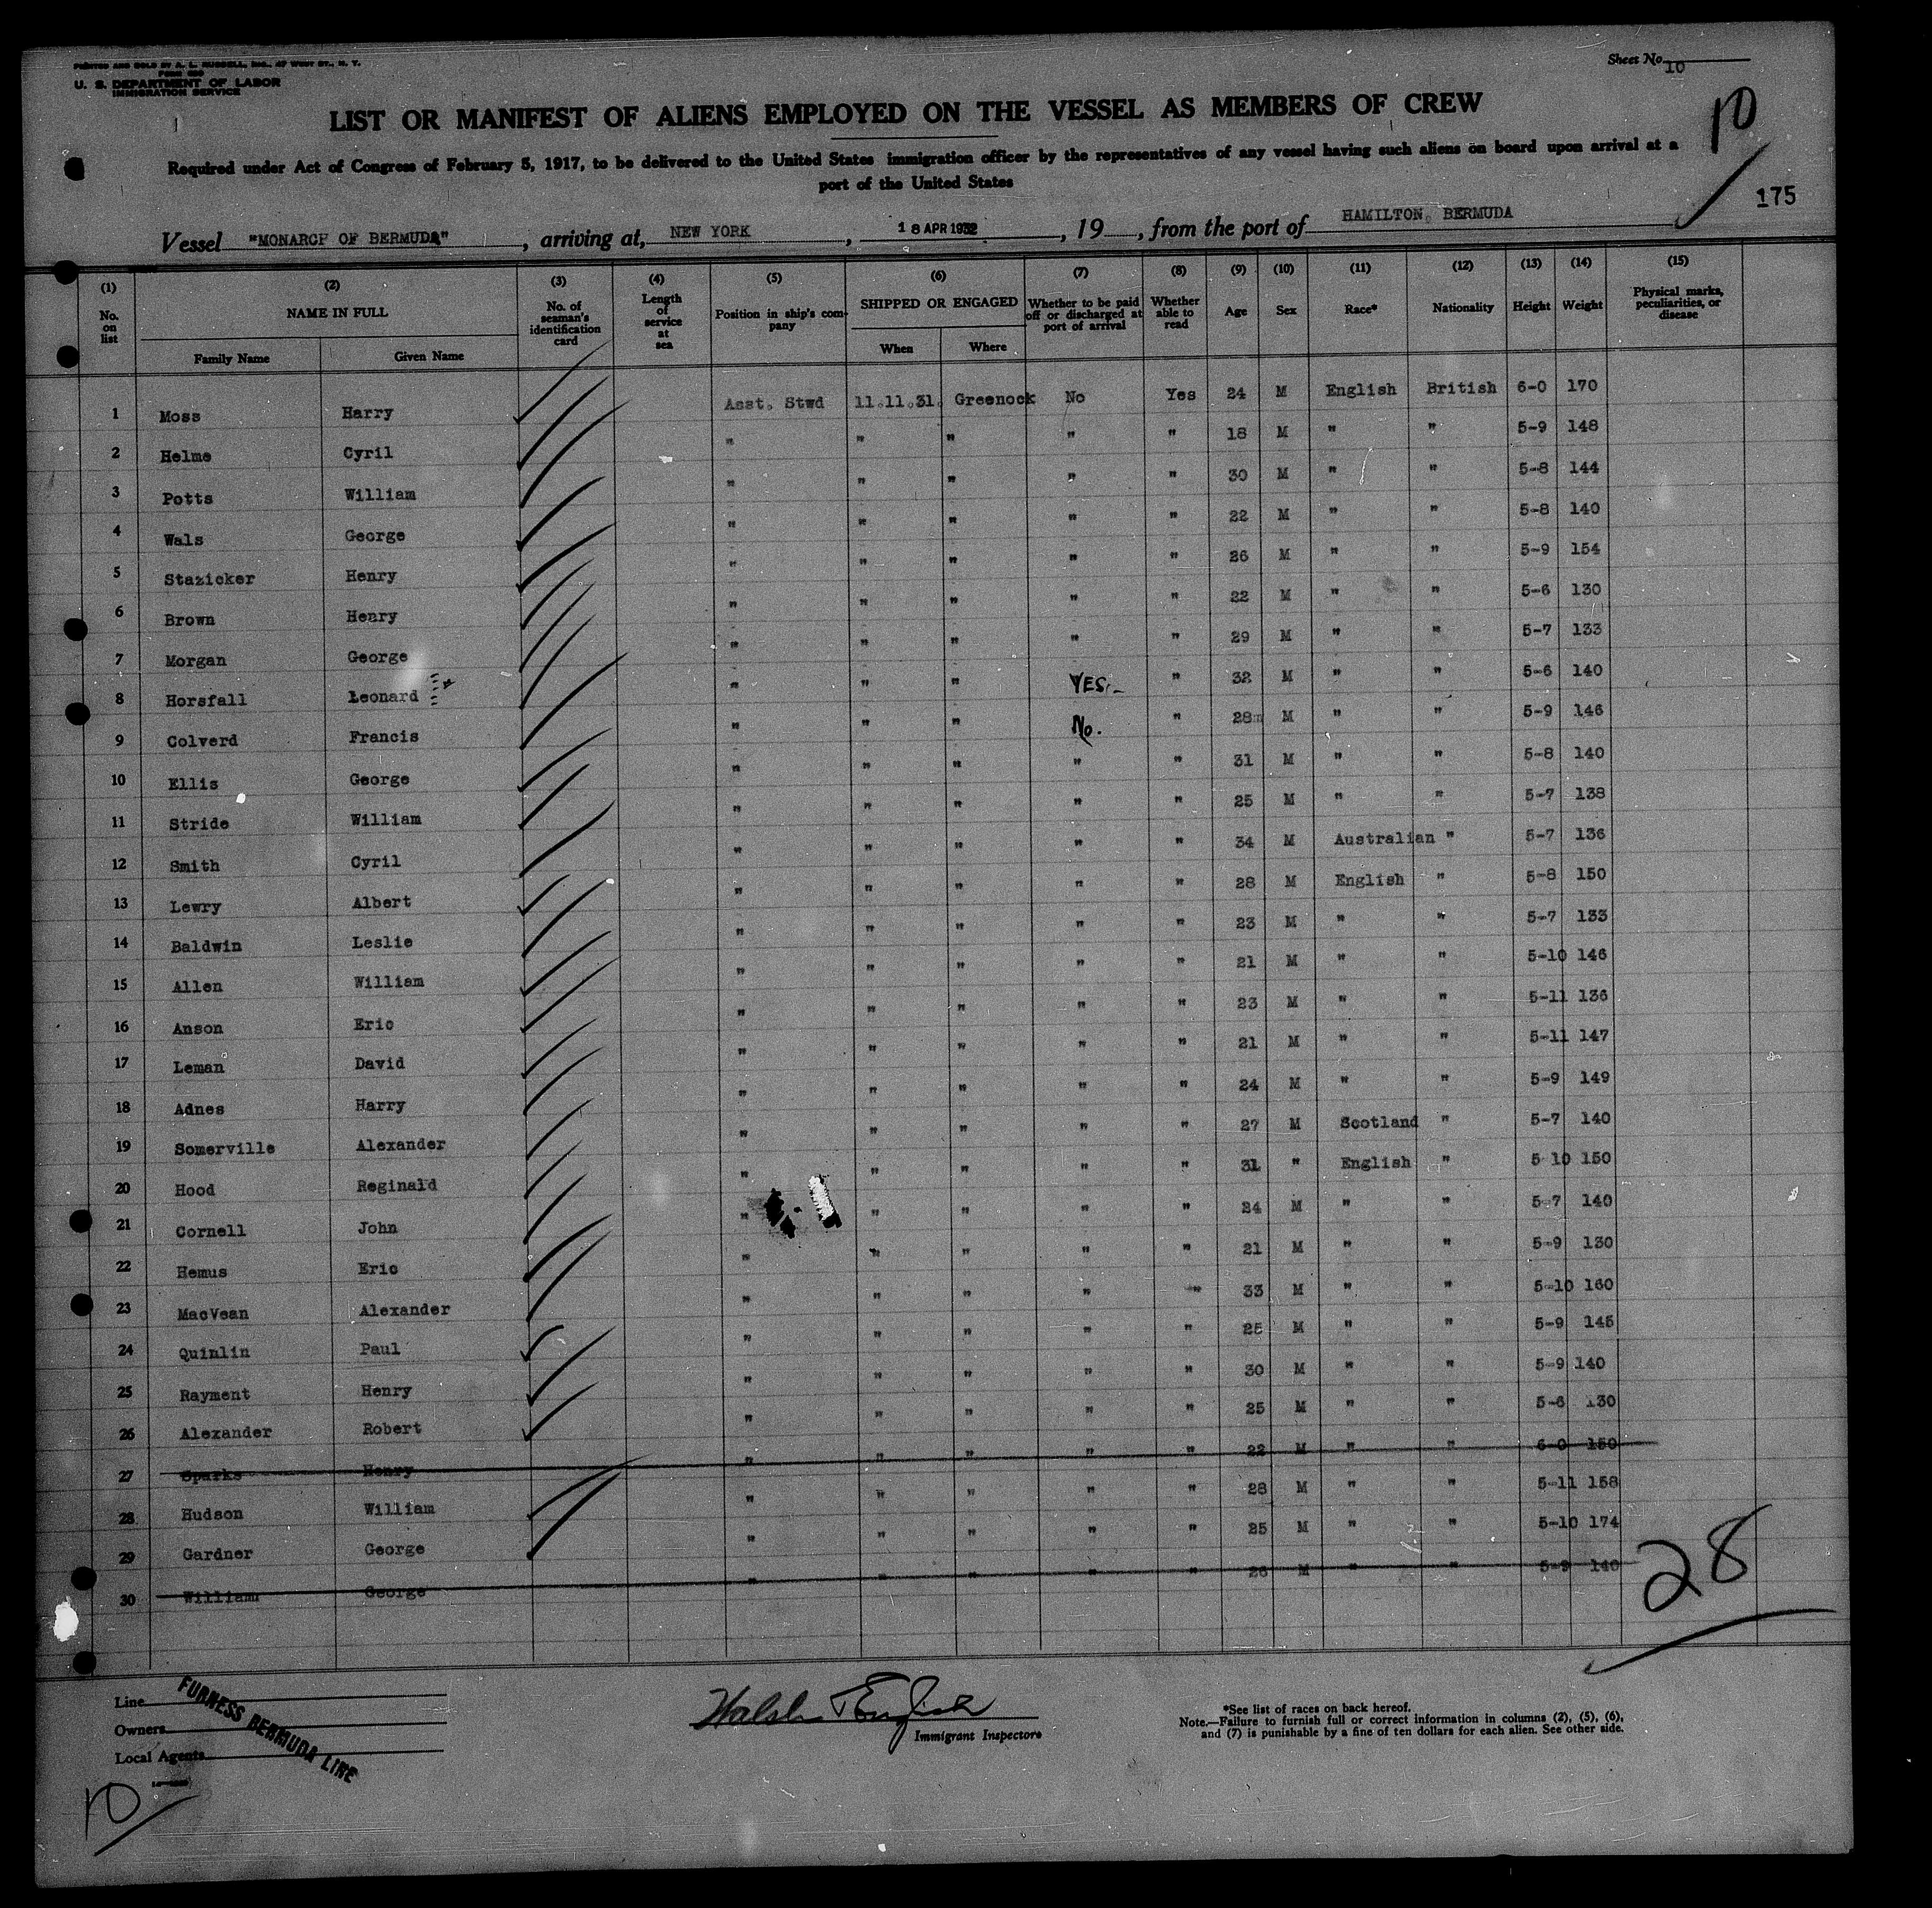 PRINTED AND SOLD BY A. L. RUSSELL, INC., 47 WEST ST., N. Y.
U. S. DEPARTMENT OF LABOR
IMMIGRATION SERVICE
Sheet No. 10
LIST OR MANIFEST OF ALIENS EMPLOYED ON THE VESSEL AS MEMBERS OF CREW
10
Required under Act of Congress of February 5, 1917, to be delivered to the United States immigration officer by the representatives of any vessel having such aliens on board upon arrival at a
port of the United States
175
Vessel "MONARCH OF BERMUDA", arriving at, NEW YORK, 18 APR 1932, 19, from the port of HAMILTON, BERMUDA
(1) No. on list (2) NAME IN FULL Family Name Given Name (3) No. of seaman's identification card (4) Length of service at sea (5) Position in ship's company (6) SHIPPED OR ENGAGED When Where (7) Whether to be paid off or discharged at port of arrival (8) Whether able to read (9) Age (10) Sex (11) Race* (12) Nationality (13) Height (14) Weight (15) Physical marks, peculiarities, or disease
1 Moss Harry Asst. Stwd 11.11.31. Greenock No Yes 24 M English British 6-0 170
2 Helme Cyril " " " " " 18 M " " 5-9 148
3 Potts William " " " " " 30 M " " 5-8 144
4 Wals George " " " " " 22 M " " 5-8 140
5 Stazicker Henry " " " " " 26 M " " 5-9 154
6 Brown Henry " " " " " 22 M " " 5-6 130
7 Morgan George " " " " " 29 M " " 5-7 133
8 Horsfall Leonard " " " YES. " 32 M " " 5-6 140
9 Colverd Francis " " " No. " 28 M " " 5-9 146
10 Ellis George " " " " " 31 M " " 5-8 140
11 Stride William " " " " " 25 M " " 5-7 138
12 Smith Cyril " " " " " 34 M Australian " 5-7 136
13 Lewry Albert " " " " " 28 M English " 5-8 150
14 Baldwin Leslie " " " " " 23 M " " 5-7 133
15 Allen William " " " " " 21 M " " 5-10 146
16 Anson Eric " " " " " 23 M " " 5-11 136
17 Leman David " " " " " 21 M " " 5-11 147
18 Adnes Harry " " " " " 24 M " " 5-9 149
19 Somerville Alexander " " " " " 27 M Scotland " 5-7 140
20 Hood Reginald " " " " " 31 " English " 5 10 150
21 Cornell John " " " " " 24 M " " 5-7 140
22 Hemus Eric " " " " " 21 M " " 5-9 130
23 MacVean Alexander " " " " " 33 M " " 5-10 160
24 Quinlin Paul " " " " " 25 M " " 5-9 145
25 Rayment Henry " " " " " 30 M " " 5-9 140
26 Alexander Robert " " " " " 25 M " " 5-6 130
27 Sparks Henry " " " " " 22 M " " 6-0 150
28 Hudson William " " " " " 28 M " " 5-11 158
29 Gardner George " " " " " 25 M " " 5-10 174
30 William George " " " " " 26 M " " 5-9 140
28
Line
Owners
Local Agents
FURNESS BERMUDA LINE
Immigrant Inspectors
*See list of races on back hereof.
Note.—Failure to furnish full or correct information in columns (2), (5), (6),
and (7) is punishable by a fine of ten dollars for each alien. See other side.
10